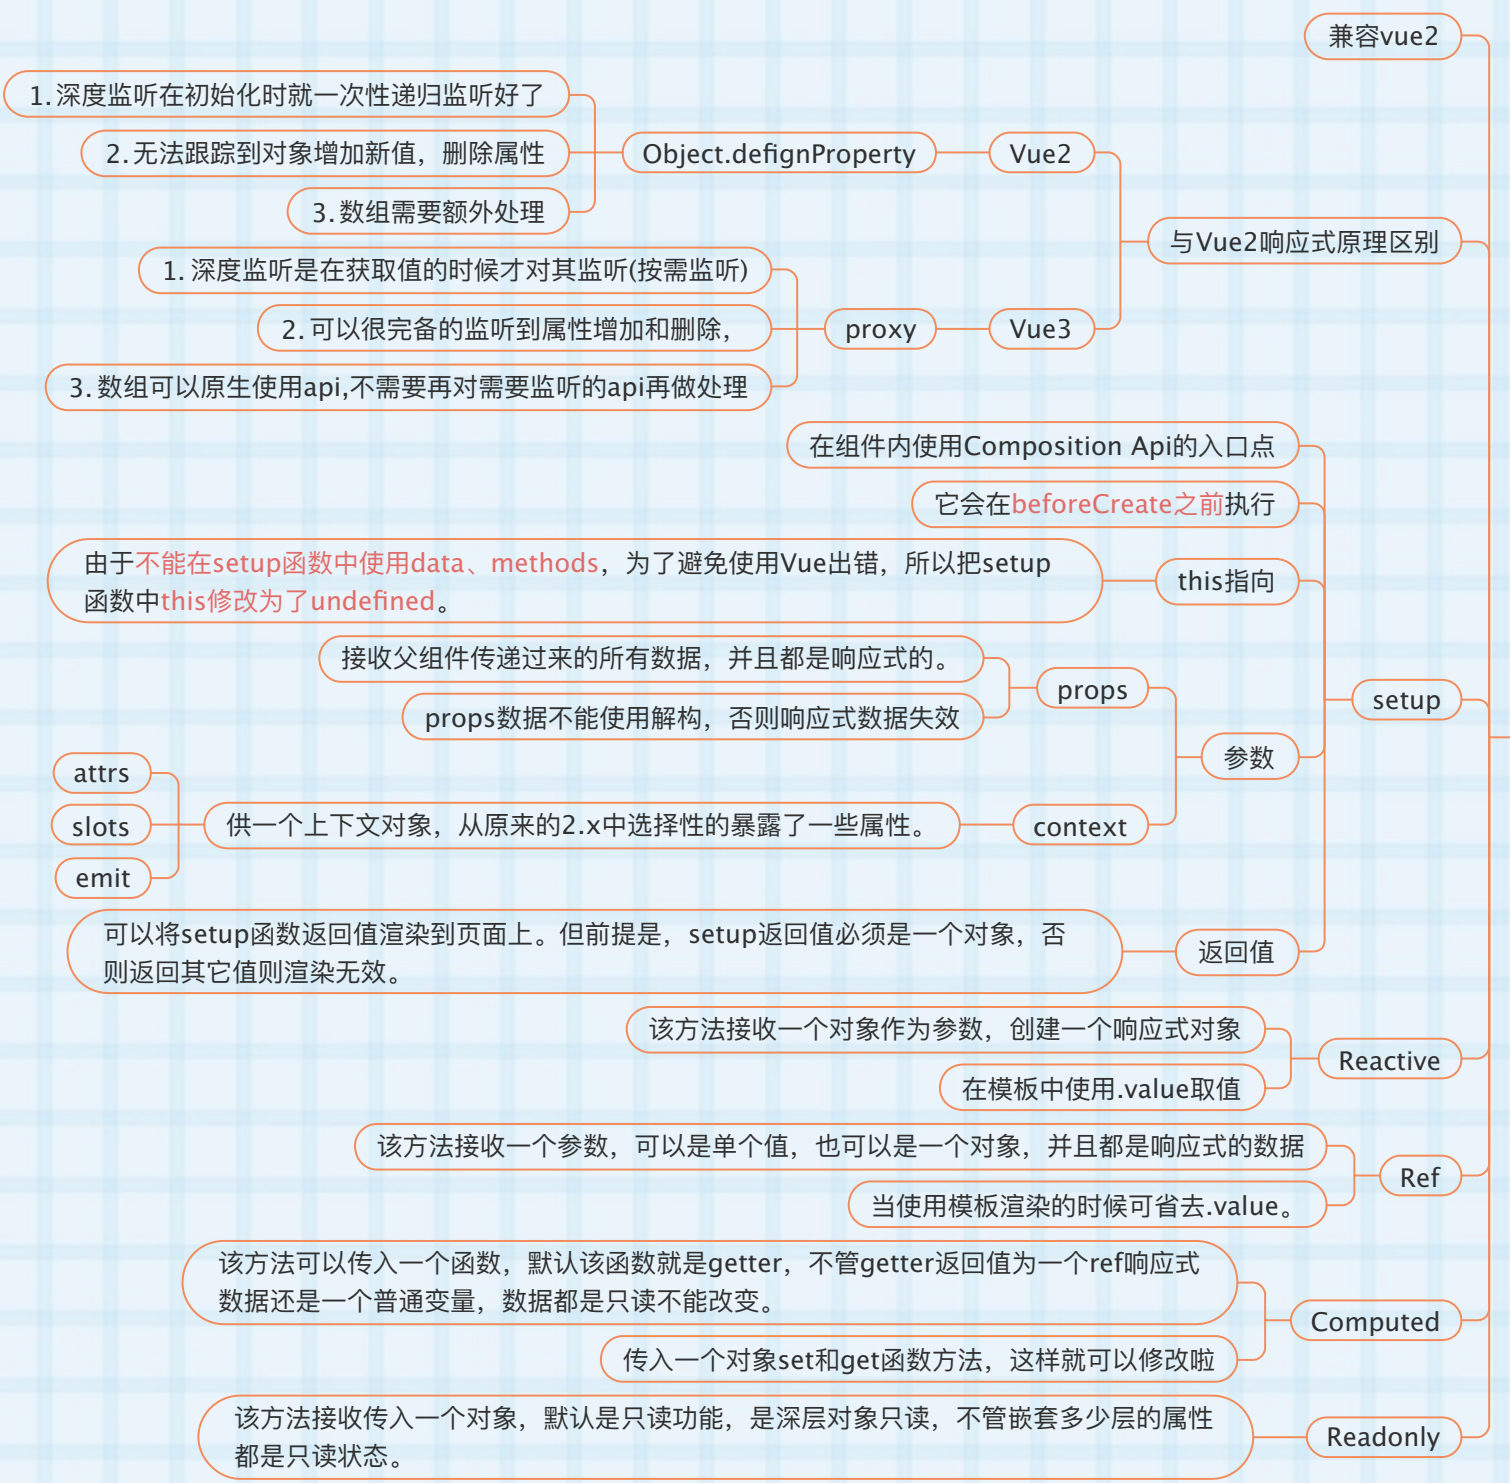 兼容vue2
1.深度监听在初始化时就一次性递归监听好了
2.无法跟踪到对象增加新值，删除属性
Object.defignProperty
Vue2
3.数组需要额外处理
与Vue2响应式原理区别
1. 深度监听是在获取值的时候才对其监听(按需监听)
2. 可以很完备的监听到属性增加和删除，
proxy
Vue3
3. 数组可以原生使用api,不需要再对需要监听的api再做处理
在组件内使用Composition Api的入口点
它会在beforeCreate之前执行
由于不能在setup函数中使用data、methods，为了避免使用Vue出错，所以把setup
函数中this修改为了undefined。
this指向
接收父组件传递过来的所有数据，并且都是响应式的。
props
props数据不能使用解构，否则响应式数据失效
setup
参数
attrs
slots
供一个上下文对象，从原来的2.x中选择性的暴露了一些属性。
context
emit
可以将setup函数返回值渲染到页面上。但前提是，setup返回值必须是一个对象，否
则返回其它值则渲染无效。
返回值
该方法接收一个对象作为参数，创建一个响应式对象
Reactive
在模板中使用.value取值
该方法接收一个参数，可以是单个值，也可以是一个对象，并且都是响应式的数据
Ref
当使用模板渲染的时候可省去.value。
该方法可以传入一个函数，默认该函数就是getter，不管getter返回值为一个ref响应式
数据还是一个普通变量，数据都是只读不能改变。
Computed
传入一个对象set和get函数方法，这样就可以修改啦
该方法接收传入一个对象，默认是只读功能，是深层对象只读，不管嵌套多少层的属性
都是只读状态。
Readonly